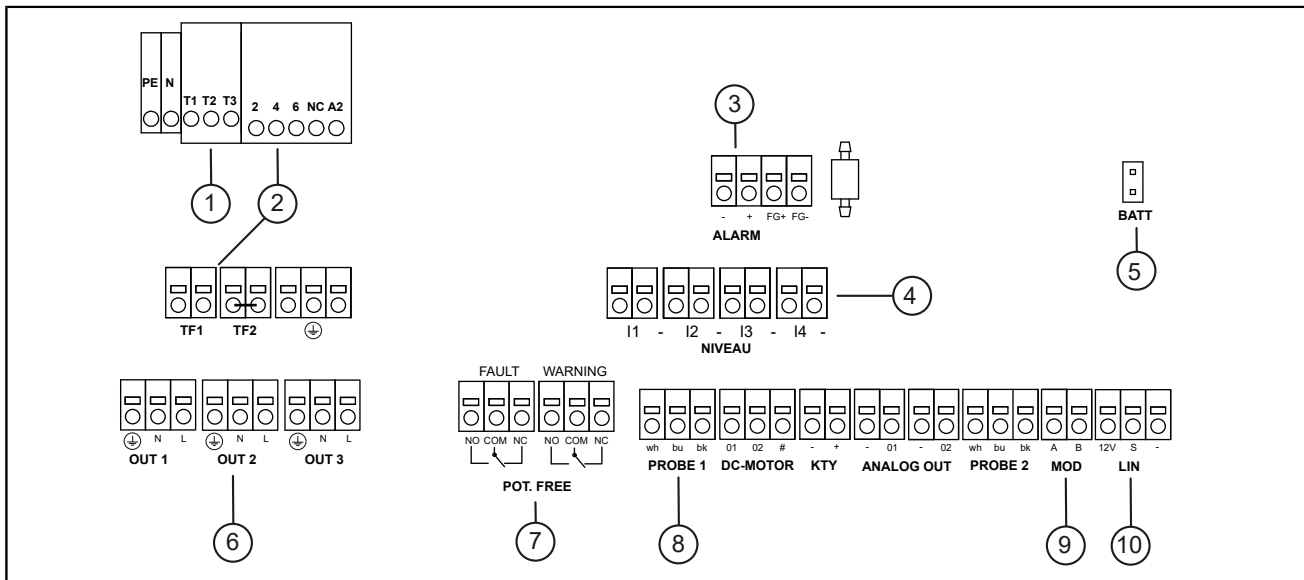 PE N
T1 T2 T3
2 4 6 NC A2
1
2
3
- + FG+ FG-
ALARM
BATT
5
TF1 TF2
I1 - I2 - I3 - I4 -
NIVEAU
4
FAULT WARNING
N L N L N L
OUT 1 OUT 2 OUT 3
NO COM NC NO COM NC
POT. FREE
wh bu bk 01 02 # - + - 01 - 02 wh bu bk A B 12V S -
PROBE 1 DC-MOTOR KTY ANALOG OUT PROBE 2 MOD LIN
6
7
8
9
10